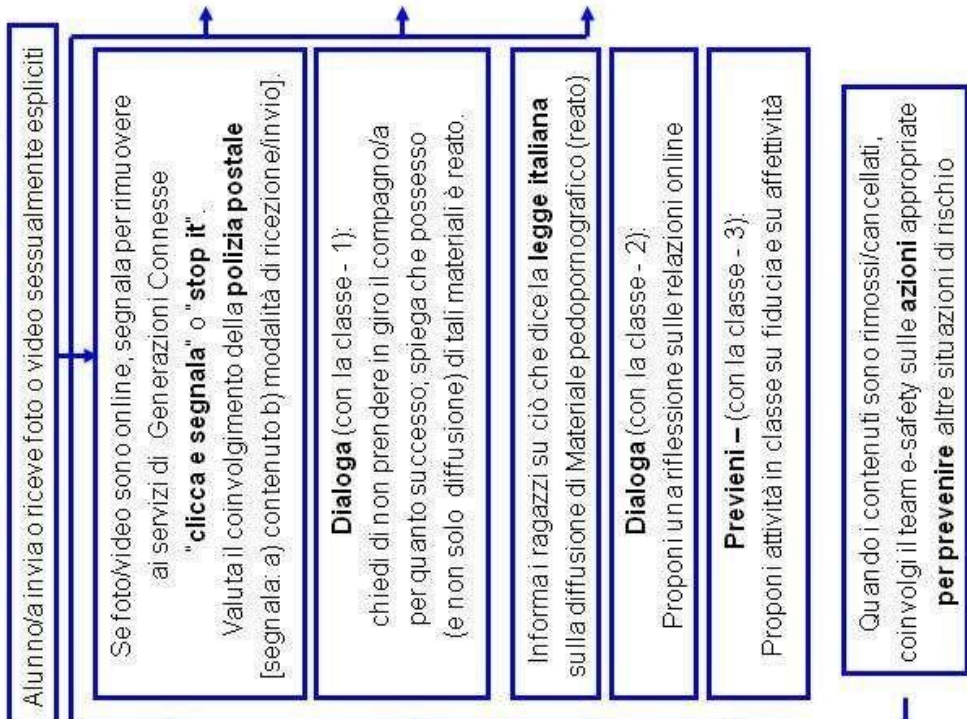 Alunno/a invia o riceve foto o video sessualmente espliciti
Se foto/video sono online, segnala per rimuovere
ai servizi di Generazioni Connesse
"clicca e segnala" o "stop it".
Valuta il coinvolgimento della polizia postale
[segnala: a) contenuto b) modalità di ricezione/invio].
Dialoga (con la classe - 1):
chiedi di non prendere in giro il compagno/a
per quanto successo; spiega che possesso
(e non solo diffusione) di tali materiali è reato.
Informa i ragazzi su ciò che dice la legge italiana
sulla diffusione di Materiale pedopornografico (reato)
Dialoga (con la classe - 2):
Proponi una riflessione sulle relazioni online
Previeni – (con la classe - 3):
Proponi attività in classe su fiducia e su affettività
Quando i contenuti sono rimossi/cancellati,
coinvolgi il team e-safety sulle azioni appropriate
per prevenire altre situazioni di rischio